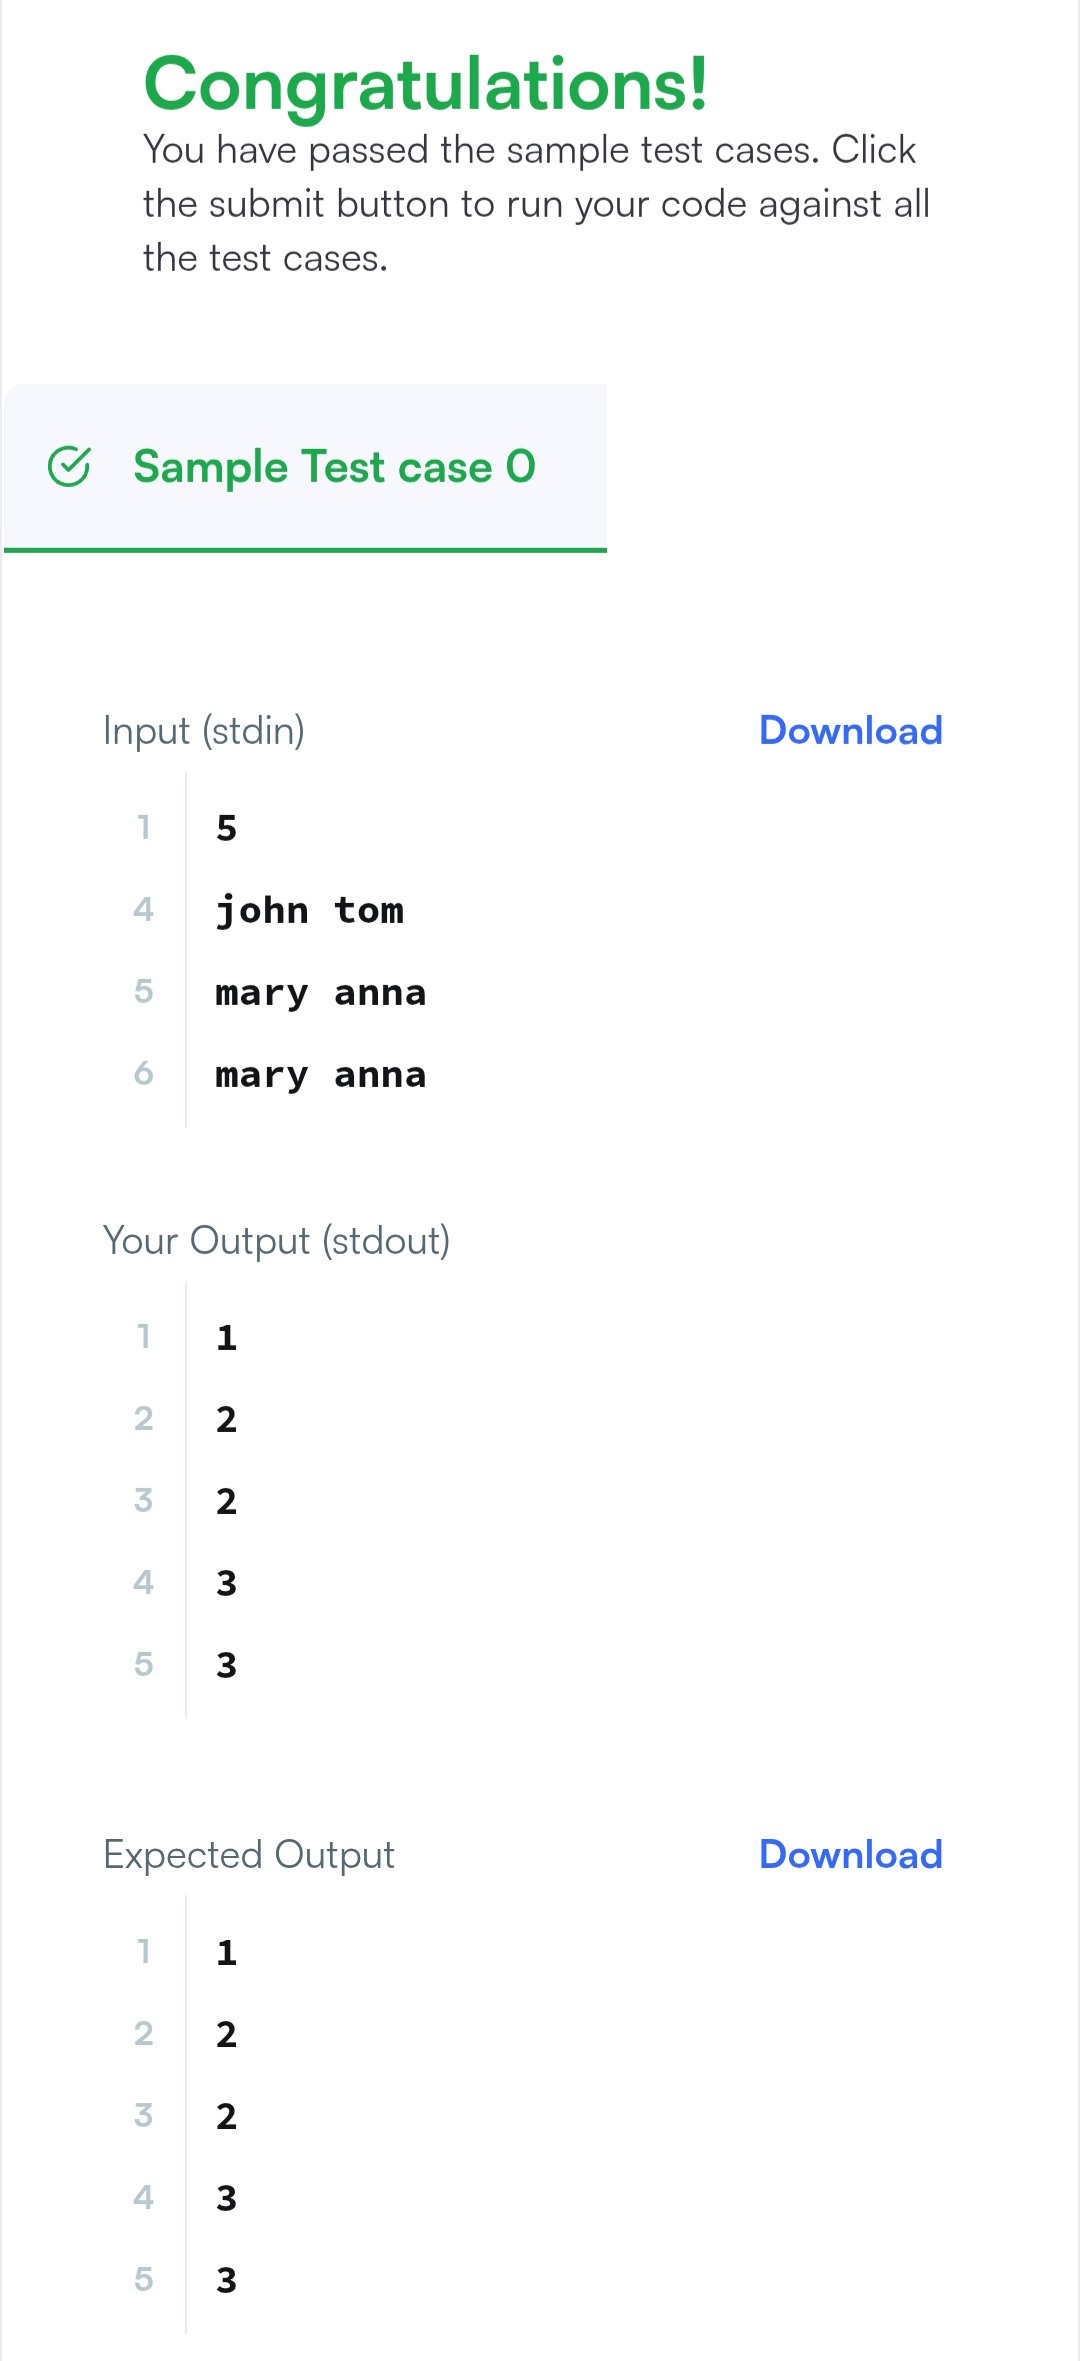 Congratulations!
You have passed the sample test cases. Click
the submit button to run your code against all
the test cases.
Sample Test case 0
Input (stdin) Download
1 5
4 john tom
5 mary anna
6 mary anna
Your Output (stdout)
1 1
2 2
3 2
4 3
5 3
Expected Output Download
1 1
2 2
3 2
4 3
5 3